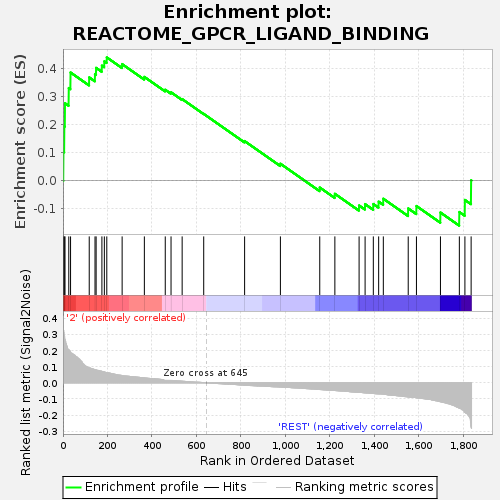 Enrichment plot:
REACTOME_GPCR_LIGAND_BINDING
Enrichment score (ES)
0.4
0.3
0.2
0.1
0.0
-0.1
Ranked list metric (Signal2Noise)
'2' (positively correlated)
0.4
0.3
0.2
0.1
0.0
-0.1
-0.2
-0.3
Zero cross at 645
'REST' (negatively correlated)
0 200 400 600 800 1,000 1,200 1,400 1,600 1,800
Rank in Ordered Dataset
Enrichment profile Hits Ranking metric scores